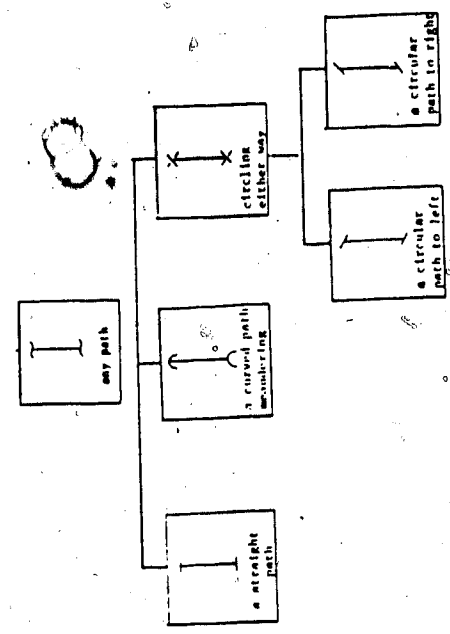 any path
a straight
path
a curved path
meandering
circling
either way
a circular
path to left
a circular
path to right